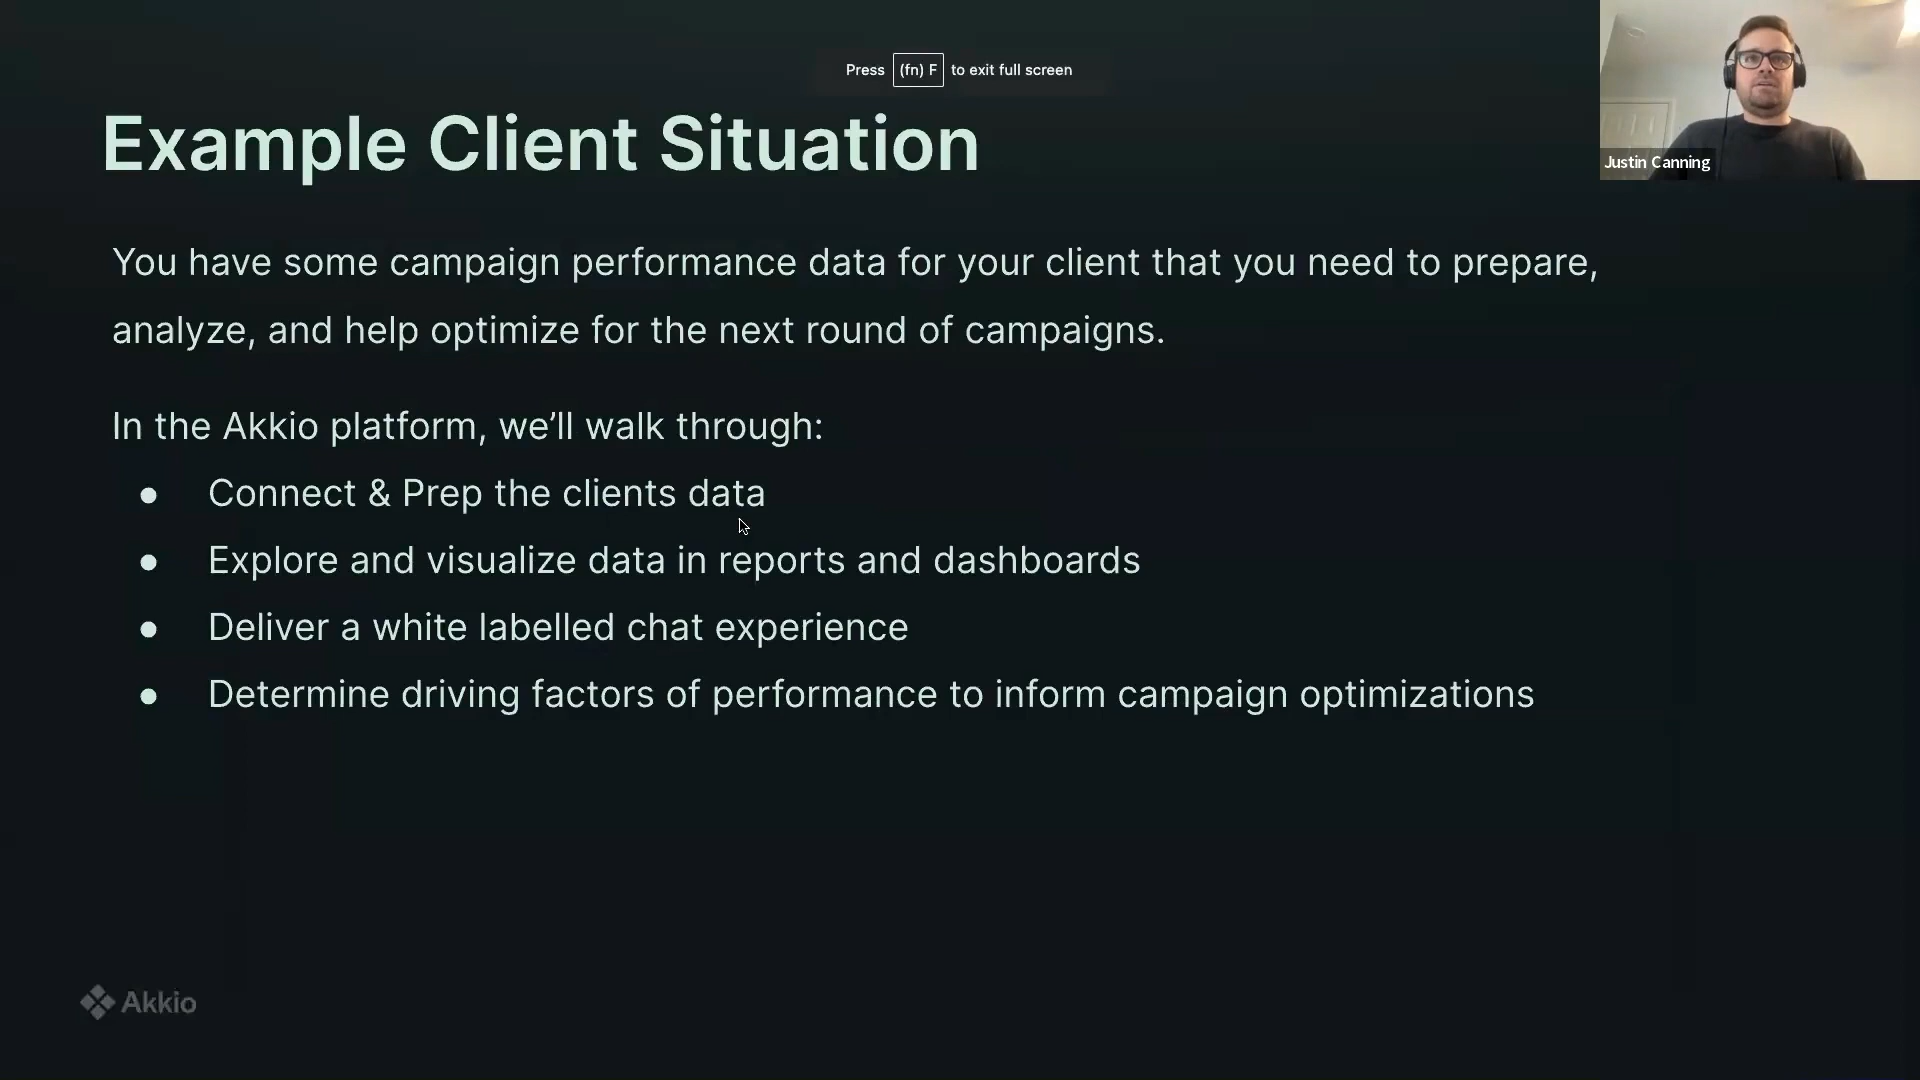 Press (fn) F to exit full screen
Example Client Situation
Justin Canning
You have some campaign performance data for your client that you need to prepare,
analyze, and help optimize for the next round of campaigns.
In the Akkio platform, we’ll walk through:
● Connect & Prep the clients data
● Explore and visualize data in reports and dashboards
● Deliver a white labelled chat experience
● Determine driving factors of performance to inform campaign optimizations
Akkio